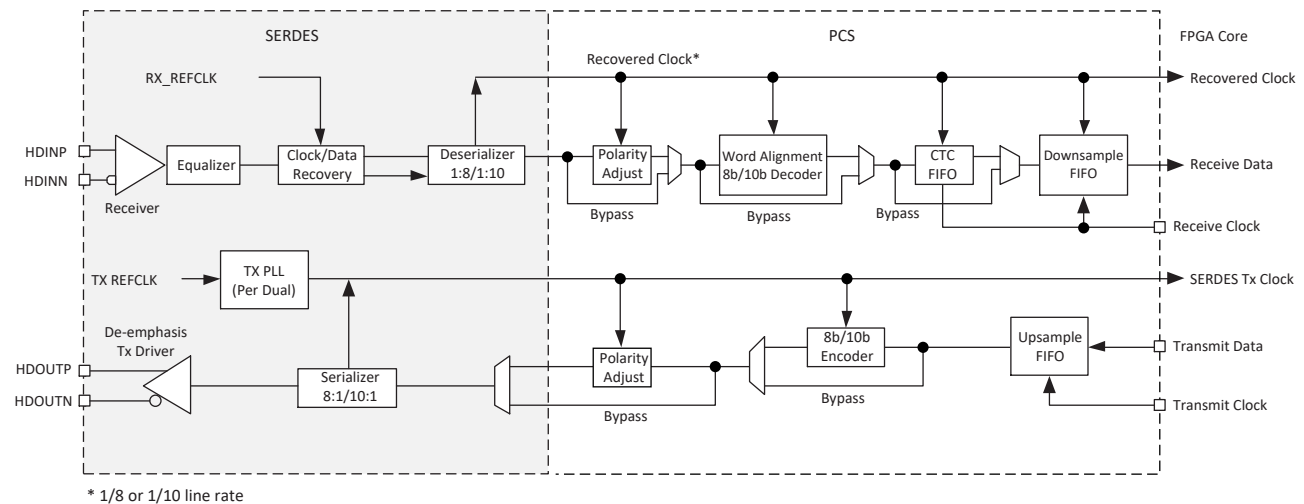 SERDES
PCS
FPGA Core
RX_REFCLK
Recovered Clock*
Recovered Clock
HDINP
HDINN
Receiver
Equalizer
Clock/Data
Recovery
Deserializer
1:8/1:10
Polarity
Adjust
Bypass
Word Alignment
8b/10b Decoder
Bypass
CTC
FIFO
Bypass
Downsample
FIFO
Receive Data
Receive Clock
TX REFCLK
TX PLL
(Per Dual)
SERDES Tx Clock
De-emphasis
Tx Driver
HDOUTP
HDOUTN
Serializer
8:1/10:1
Polarity
Adjust
Bypass
8b/10b
Encoder
Bypass
Upsample
FIFO
Transmit Data
Transmit Clock
* 1/8 or 1/10 line rate